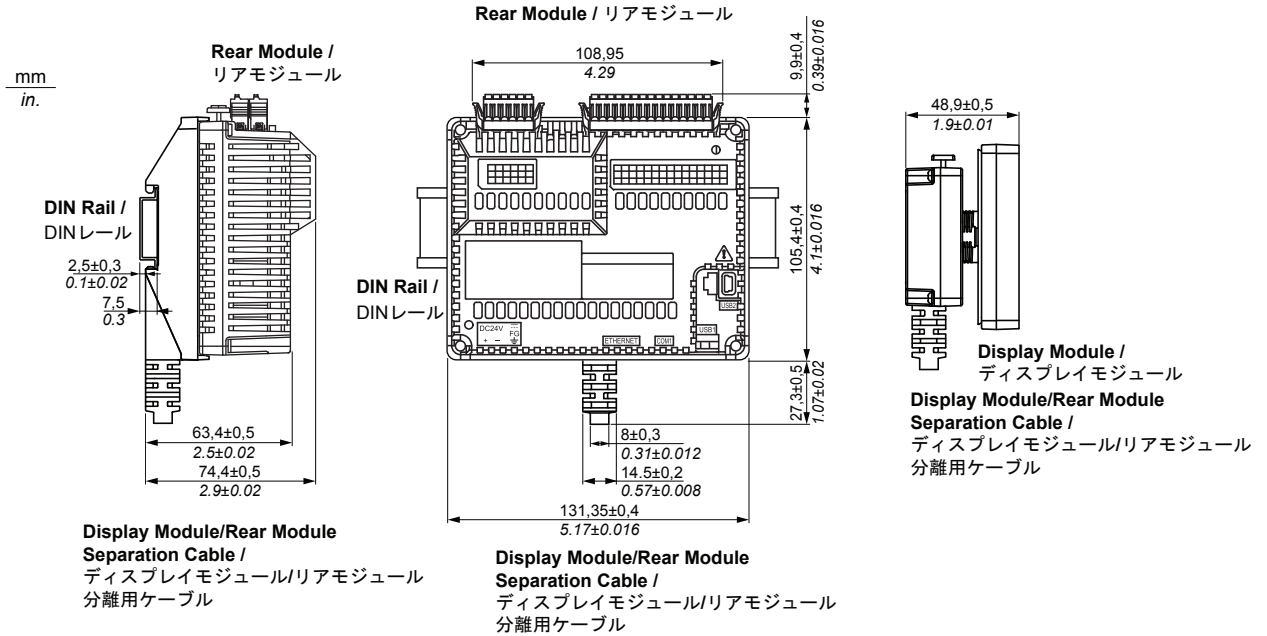 mm
in.
Rear Module /
リアモジュール
DIN Rail /
DINレール
2,5±0,3
0.1±0.02
7,5
0.3
63,4±0,5
2.5±0.02
74,4±0,5
2.9±0.02
Display Module/Rear Module
Separation Cable /
ディスプレイモジュール/リアモジュール
分離用ケーブル
Rear Module / リアモジュール
108,95
4.29
9,9±0,4
0.39±0.016
105,4±0,4
4.1±0.016
DIN Rail /
DINレール
USB2
USB1
DC24V
+ −
FG
ETHERNET
COM1
27,3±0,5
1.07±0.02
8±0,3
0.31±0.012
14.5±0,2
0.57±0.008
131,35±0,4
5.17±0.016
Display Module/Rear Module
Separation Cable /
ディスプレイモジュール/リアモジュール
分離用ケーブル
48,9±0,5
1.9±0.01
Display Module /
ディスプレイモジュール
Display Module/Rear Module
Separation Cable /
ディスプレイモジュール/リアモジュール
分離用ケーブル